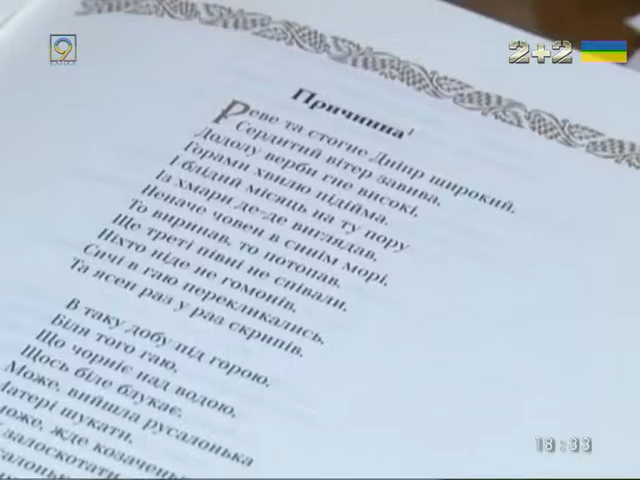 9
КАНАЛ
2+2
Причинна1
Реве та стогне Дніпр широкий,
Сердитий вітер завива,
Додолу верби гне високі,
Горами хвилю підійма.
І блідий місяць на ту пору
Із хмари де-де виглядав,
Неначе човен в синім морі,
То виринав, то потопав.
Ще треті півні не співали,
Ніхто ніде не гомонів,
Сичі в гаю перекликались,
Та ясен раз у раз скрипів.
В таку добу під горою,
Біля того гаю,
Що чорніє над водою,
Щось біле блукає.
Може, вийшла русалонька
Матері шукати,
може, жде козаченька
залоскотати
18:33